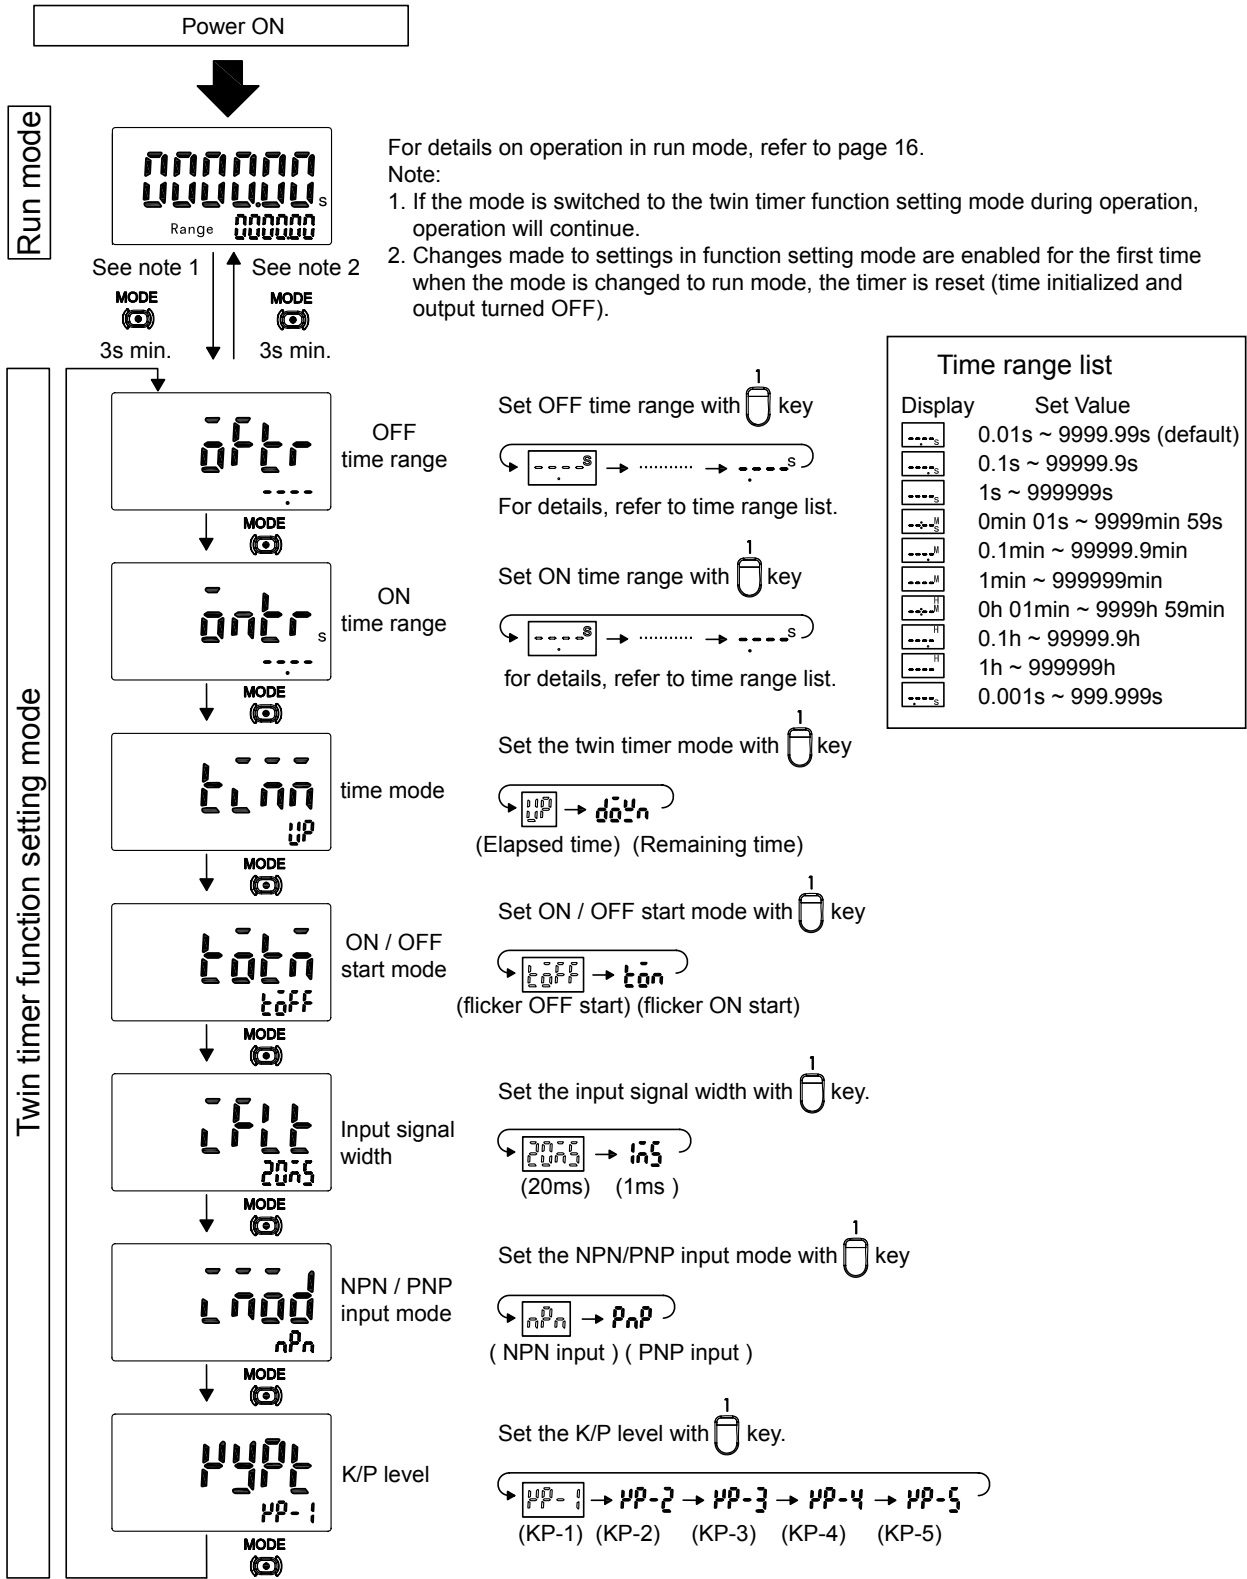 Power ON
Run mode
000000
s
Range 000000
For details on operation in run mode, refer to page 16.
Note:
1. If the mode is switched to the twin timer function setting mode during operation,
operation will continue.
2. Changes made to settings in function setting mode are enabled for the first time
when the mode is changed to run mode, the timer is reset (time initialized and
output turned OFF).
See note 1
See note 2
MODE
MODE
3s min.
3s min.
Twin timer function setting mode
Time range list
Display Set Value
s 0.01s ~ 9999.99s (default)
s 0.1s ~ 99999.9s
s 1s ~ 999999s
M S 0min 01s ~ 9999min 59s
M 0.1min ~ 99999.9min
M 1min ~ 999999min
H M 0h 01min ~ 9999h 59min
H 0.1h ~ 99999.9h
H 1h ~ 999999h
s 0.001s ~ 999.999s
oFtr
----
OFF
time range
1
Set OFF time range with key
----s → ············ → ----s
For details, refer to time range list.
MODE
ontr
s
----
ON
time range
1
Set ON time range with key
----s → ············ → ----s
for details, refer to time range list.
MODE
timm
UP
time mode
1
Set the twin timer mode with key
UP → down
(Elapsed time) (Remaining time)
MODE
totm
toff
ON / OFF
start mode
1
Set ON / OFF start mode with key
toff → ton
(flicker OFF start) (flicker ON start)
MODE
iFLt
20ms
Input signal
width
1
Set the input signal width with key.
20ms → 1ms
(20ms) (1ms )
MODE
imod
nPn
NPN / PNP
input mode
1
Set the NPN/PNP input mode with key
nPn → PnP
( NPN input ) ( PNP input )
MODE
KyPt
KP-1
K/P level
1
Set the K/P level with key.
KP-1 → KP-2 → KP-3 → KP-4 → KP-5
(KP-1) (KP-2) (KP-3) (KP-4) (KP-5)
MODE